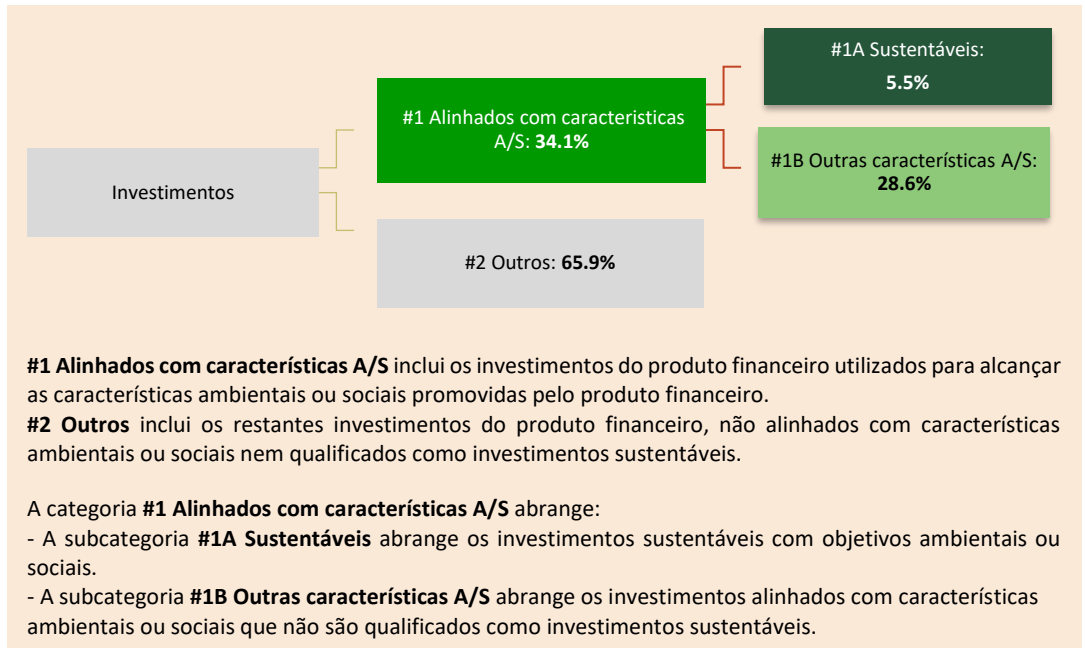 #1A Sustentáveis:
5.5%
#1 Alinhados com caracteristicas
A/S: 34.1%
#1B Outras características A/S:
28.6%
Investimentos
#2 Outros: 65.9%
#1 Alinhados com características A/S inclui os investimentos do produto financeiro utilizados para alcançar
as características ambientais ou sociais promovidas pelo produto financeiro.
#2 Outros inclui os restantes investimentos do produto financeiro, não alinhados com características
ambientais ou sociais nem qualificados como investimentos sustentáveis.
A categoria #1 Alinhados com características A/S abrange:
- A subcategoria #1A Sustentáveis abrange os investimentos sustentáveis com objetivos ambientais ou
sociais.
- A subcategoria #1B Outras características A/S abrange os investimentos alinhados com características
ambientais ou sociais que não são qualificados como investimentos sustentáveis.